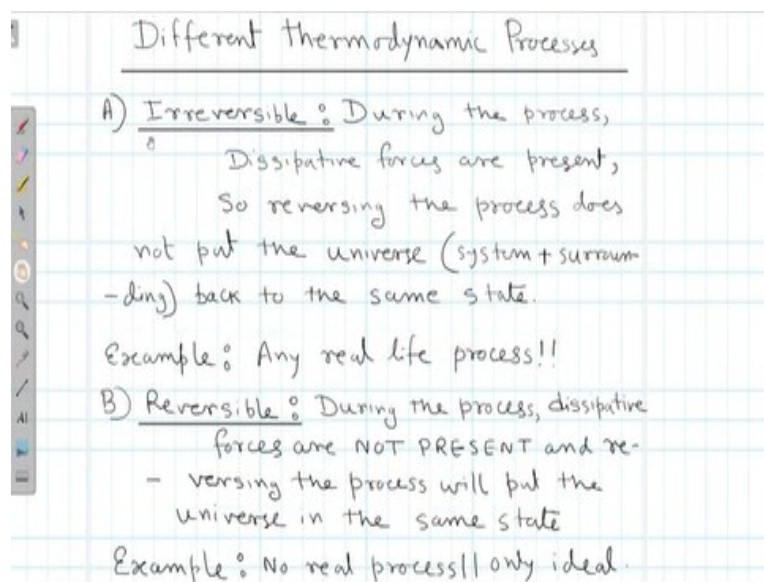 Different thermodynamic Processes
A) Irreversible : During the process,
Dissipative forces are present,
So reversing the process does
not put the universe (system + surroun-
-ding) back to the same state.
Example : Any real life process!!
B) Reversible : During the process, dissipative
forces are NOT PRESENT and re-
- versing the process will put the
universe in the same state
Example : No real process!! only ideal.
AI